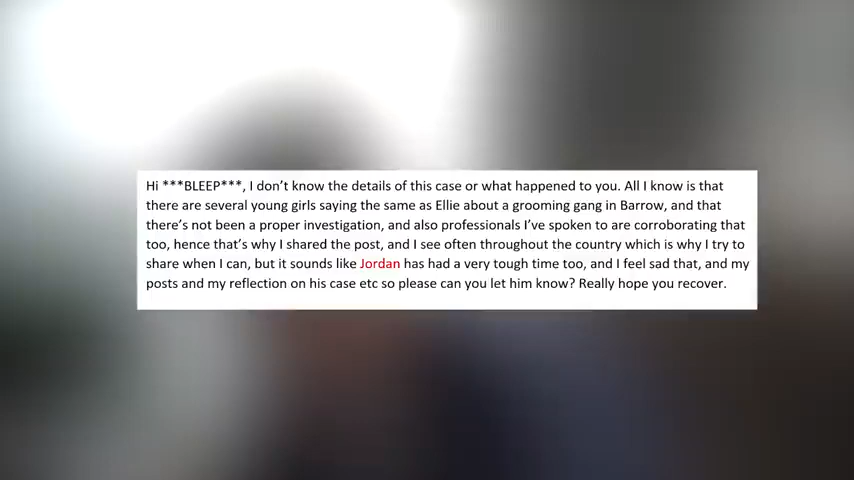 Hi ***BLEEP***, I don't know the details of this case or what happened to you. All I know is that
there are several young girls saying the same as Ellie about a grooming gang in Barrow, and that
there's not been a proper investigation, and also professionals I've spoken to are corroborating that
too, hence that's why I shared the post, and I see often throughout the country which is why I try to
share when I can, but it sounds like Jordan has had a very tough time too, and I feel sad that, and my
posts and my reflection on his case etc so please can you let him know? Really hope you recover.